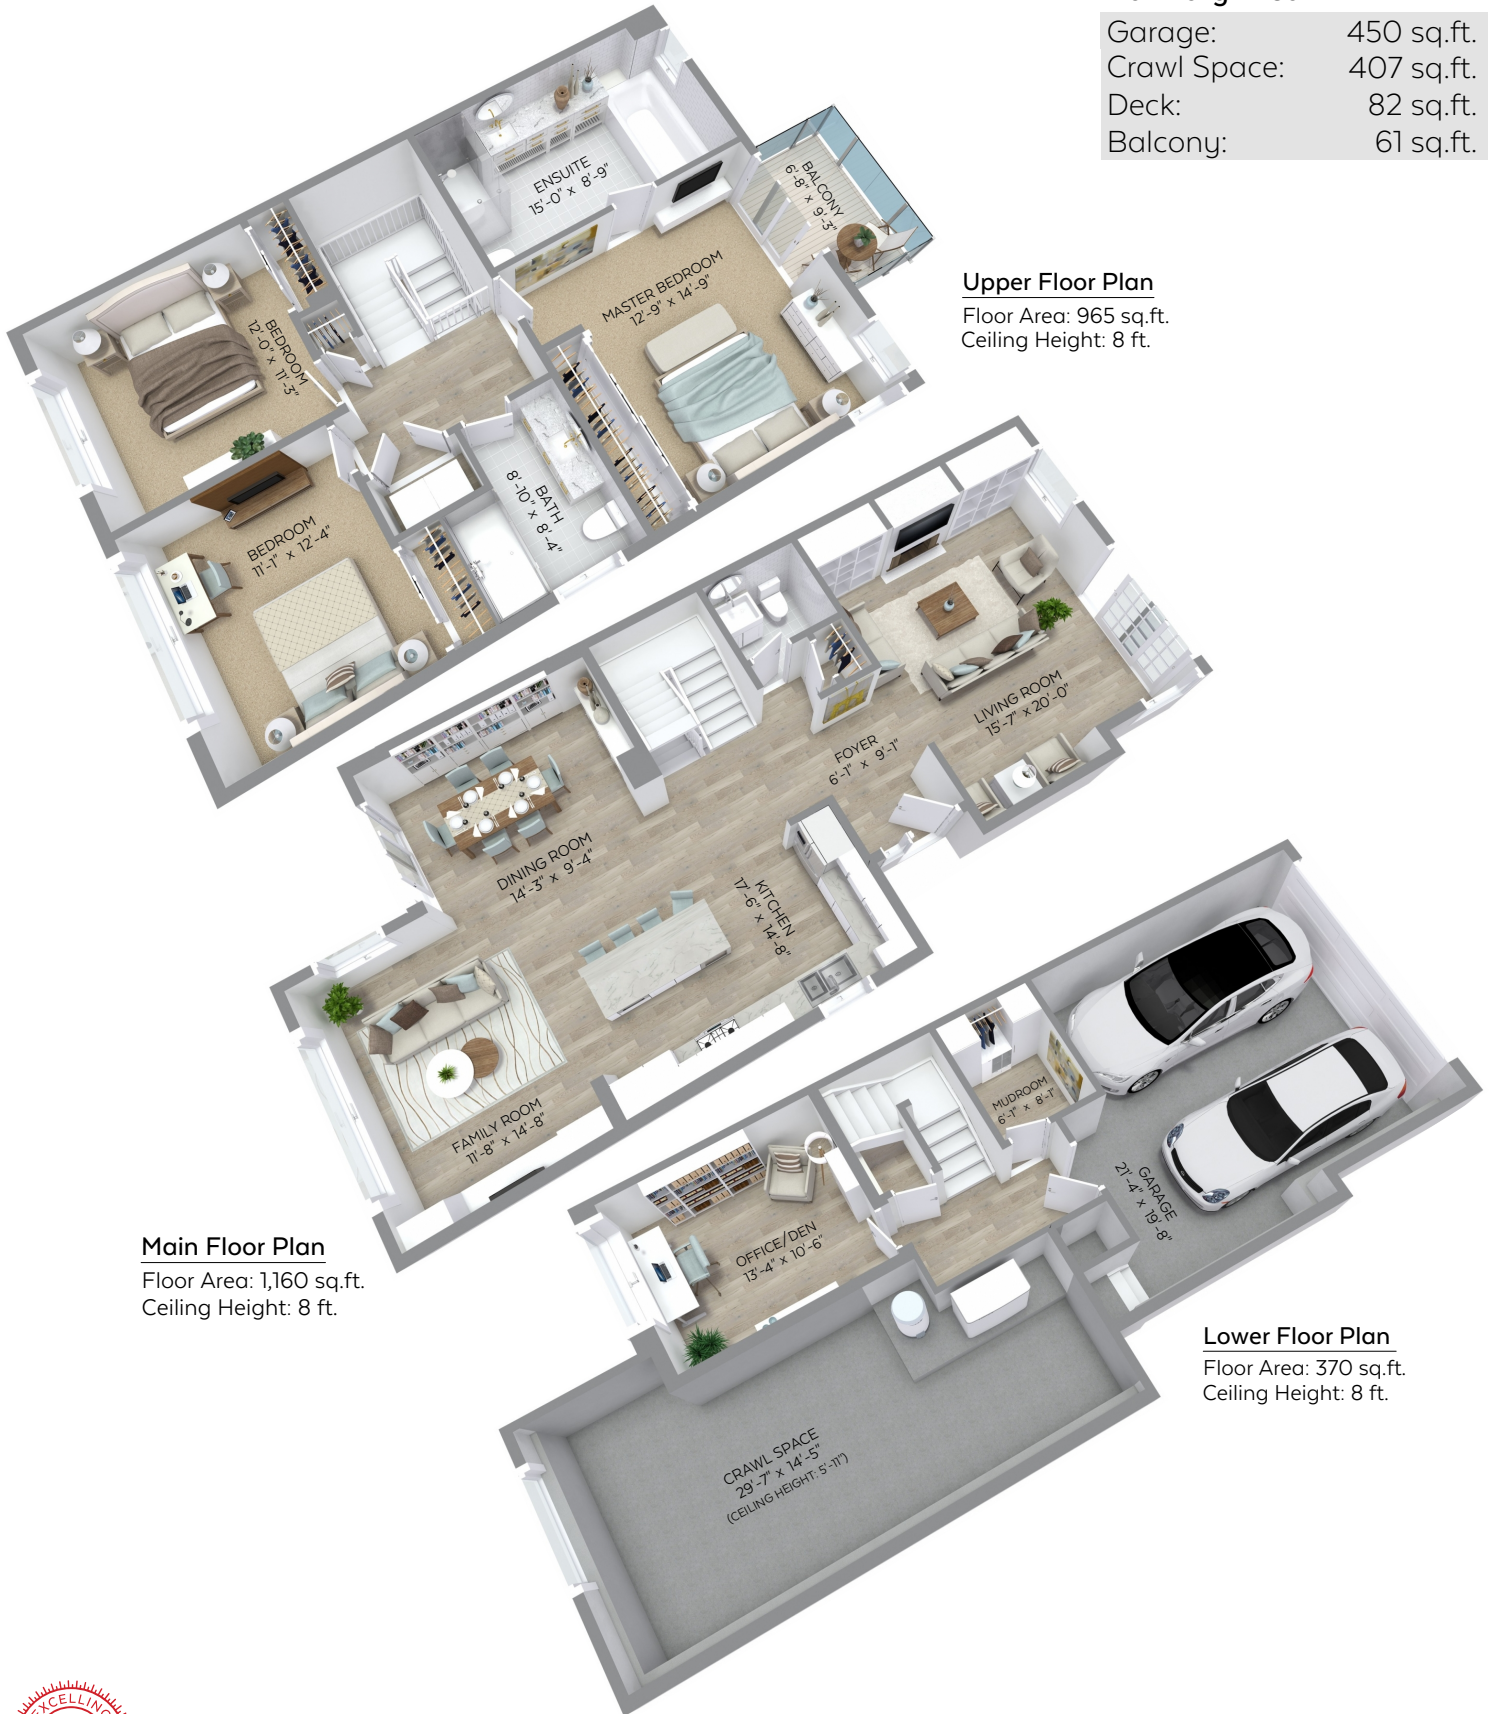 Garage: 450 sq.ft.
Crawl Space: 407 sq.ft.
Deck: 82 sq.ft.
Balcony: 61 sq.ft.
ENSUITE
15'-0" x 8'-9"
BALCONY
6'-8" x 9'-3"
MASTER BEDROOM
12'-9" x 14'-9"
BEDROOM
12'-0" x 11'-3"
BEDROOM
11'-1" x 12'-4"
BATH
8'-10" x 8'-4"
Upper Floor Plan
Floor Area: 965 sq.ft.
Ceiling Height: 8 ft.
LIVING ROOM
15'-7" x 20'-0"
FOYER
6'-1" x 9'-1"
DINING ROOM
14'-3" x 9'-4"
KITCHEN
17'-6" x 14'-8"
FAMILY ROOM
11'-8" x 14'-8"
Main Floor Plan
Floor Area: 1,160 sq.ft.
Ceiling Height: 8 ft.
MUDROOM
6'-1" x 8'-1"
GARAGE
21'-4" x 19'-8"
OFFICE/DEN
13'-4" x 10'-6"
CRAWL SPACE
29'-7" x 14'-5"
(CEILING HEIGHT: 5'-11")
Lower Floor Plan
Floor Area: 370 sq.ft.
Ceiling Height: 8 ft.
EXCELLING